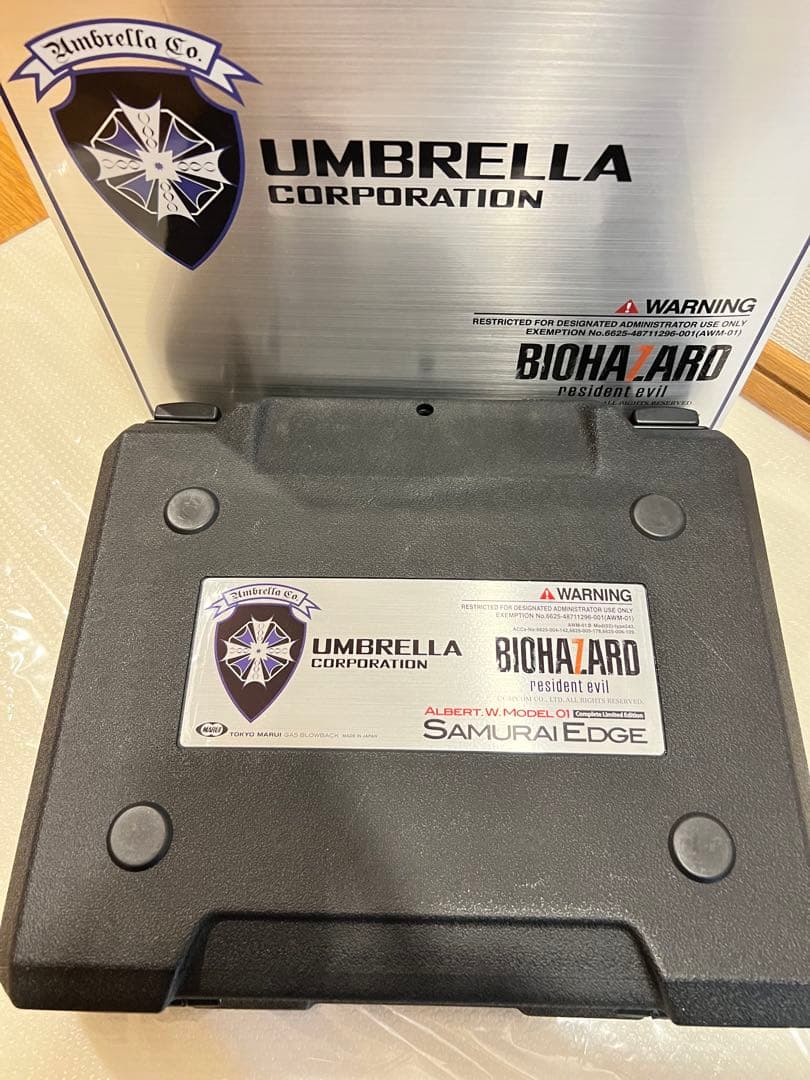 Umbrella Co.
UMBRELLA
CORPORATION
WARNING
RESTRICTED FOR DESIGNATED ADMINISTRATOR USE ONLY
EXEMPTION No.6625-48711296-001(AWM-01)
BIOHAZARD
resident evil
ALL RIGHTS RESERVED
Umbrella Co.
UMBRELLA
CORPORATION
WARNING
RESTRICTED FOR DESIGNATED ADMINISTRATOR USE ONLY
EXEMPTION No.6625-48711296-001(AWM-01)
BIOHAZARD
resident evil
CO., LTD. ALL RIGHTS RESERVED.
ALBERT.W.MODEL 01 Complete Limited Edition
SAMURAI EDGE
MARUI TOKYO MARUI GAS BLOWBACK MADE IN JAPAN